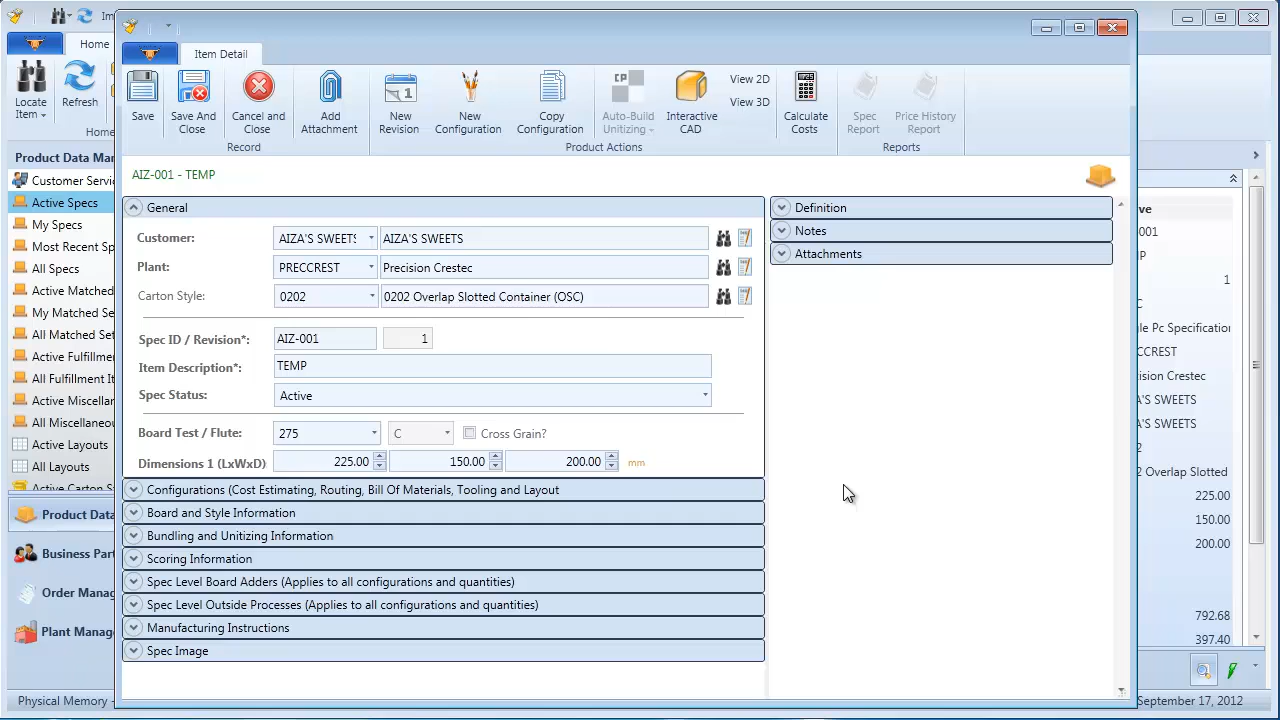 Im
Home
Item Detail
Locate Item
Refresh
Home
Save
Save And Close
Cancel and Close
Add Attachment
New Revision
New Configuration
Copy Configuration
CP
Auto-Build Unitizing
Interactive CAD
View 2D
View 3D
Calculate Costs
Spec Report
Price History Report
Record
Product Actions
Reports
AIZ-001 - TEMP
Product Data Mar
Customer Servi
Active Specs
My Specs
Most Recent Sp
All Specs
Active Matched
My Matched Se
All Matched Set
Active Fulfillme
All Fulfillment It
Active Miscella
All Miscellaneou
Active Layouts
All Layouts
Active Carton S
Product Data
Business Part
Order Manag
Plant Manag
Physical Memory -
General
Customer: AIZA'S SWEETS AIZA'S SWEETS
Plant: PRECCREST Precision Crestec
Carton Style: 0202 0202 Overlap Slotted Container (OSC)
Spec ID / Revision*: AIZ-001 1
Item Description*: TEMP
Spec Status: Active
Board Test / Flute: 275 C Cross Grain?
Dimensions 1 (LxWxD) 225.00 150.00 200.00 mm
Configurations (Cost Estimating, Routing, Bill Of Materials, Tooling and Layout
Board and Style Information
Bundling and Unitizing Information
Scoring Information
Spec Level Board Adders (Applies to all configurations and quantities)
Spec Level Outside Processes (Applies to all configurations and quantities)
Manufacturing Instructions
Spec Image
Definition
Notes
Attachments
ve
-001
P
1
C
le Pc Specification
CCREST
ision Crestec
A'S SWEETS
A'S SWEETS
2 Overlap Slotted
225.00
150.00
200.00
792.68
397.40
September 17, 2012